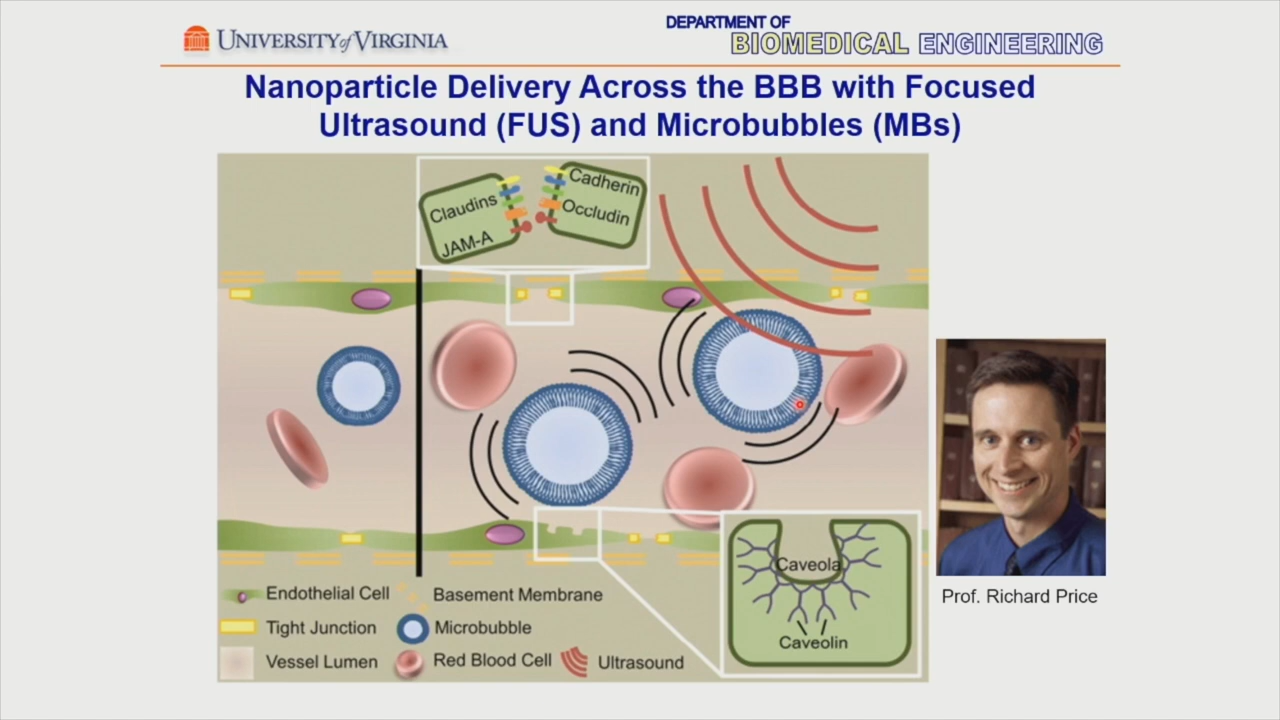 UNIVERSITY of VIRGINIA
DEPARTMENT OF
BIOMEDICAL ENGINEERING
Nanoparticle Delivery Across the BBB with Focused
Ultrasound (FUS) and Microbubbles (MBs)
Claudins
JAM-A
Cadherin
Occludin
Caveola
Caveolin
Endothelial Cell
Basement Membrane
Tight Junction
Microbubble
Vessel Lumen
Red Blood Cell
Ultrasound
Prof. Richard Price